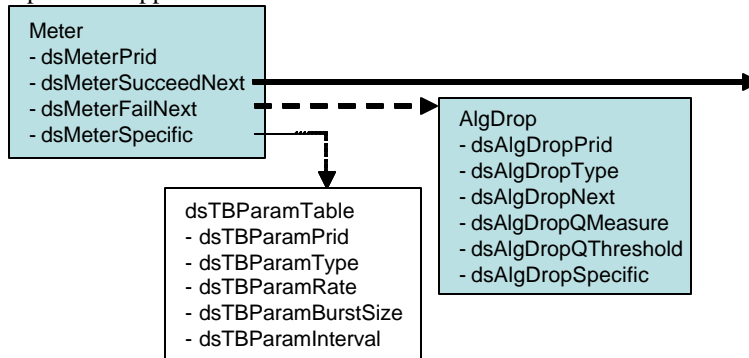 Meter
- dsMeterPrid
- dsMeterSucceedNext
- dsMeterFailNext
- dsMeterSpecific
AlgDrop
- dsAlgDropPrid
- dsAlgDropType
- dsAlgDropNext
- dsAlgDropQMeasure
- dsAlgDropQThreshold
- dsAlgDropSpecific
dsTBParamTable
- dsTBParamPrid
- dsTBParamType
- dsTBParamRate
- dsTBParamBurstSize
- dsTBParamInterval